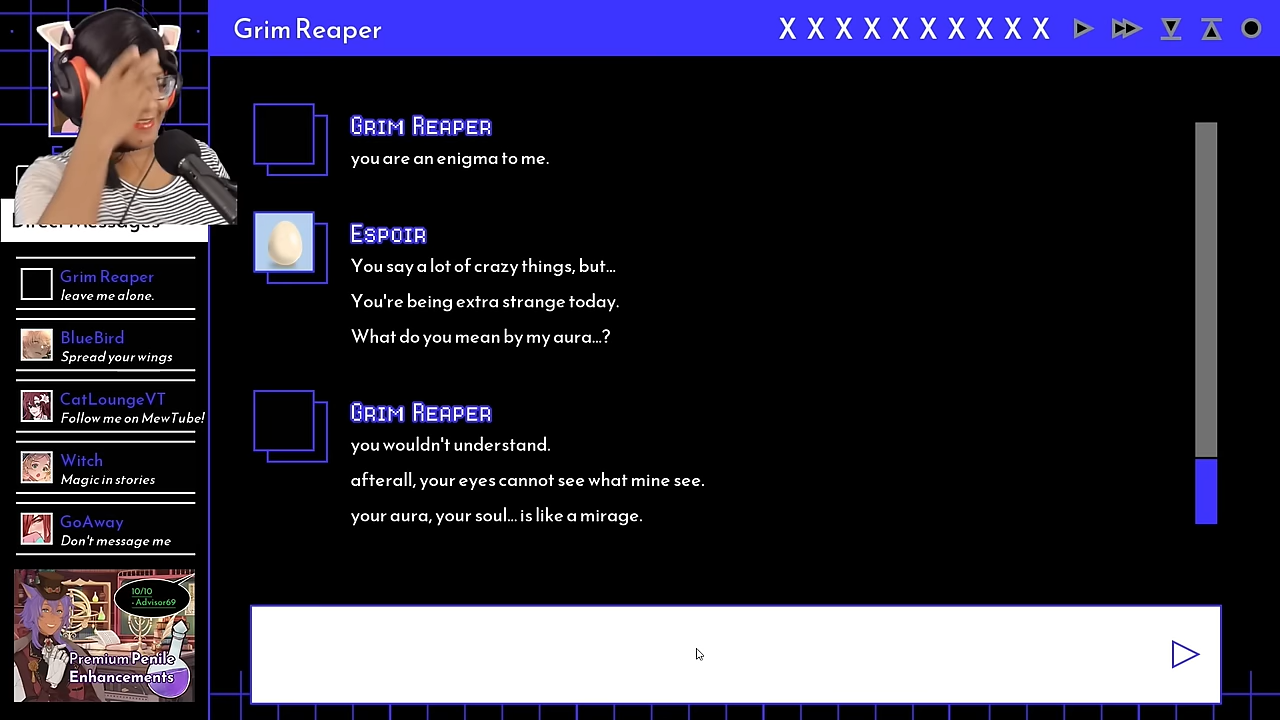 Grim Reaper
X X X X X X X X X X
Grim Reaper
you are an enigma to me.
Espoir
You say a lot of crazy things, but...
You're being extra strange today.
What do you mean by my aura...?
Grim Reaper
you wouldn't understand.
afterall, your eyes cannot see what mine see.
your aura, your soul... is like a mirage.
Direct Messages
Grim Reaper
leave me alone.
BlueBird
Spread your wings
CatLoungeVT
Follow me on MewTube!
Witch
Magic in stories
GoAway
Don't message me
10/10
-Advisor69
Premium Penile
Enhancements